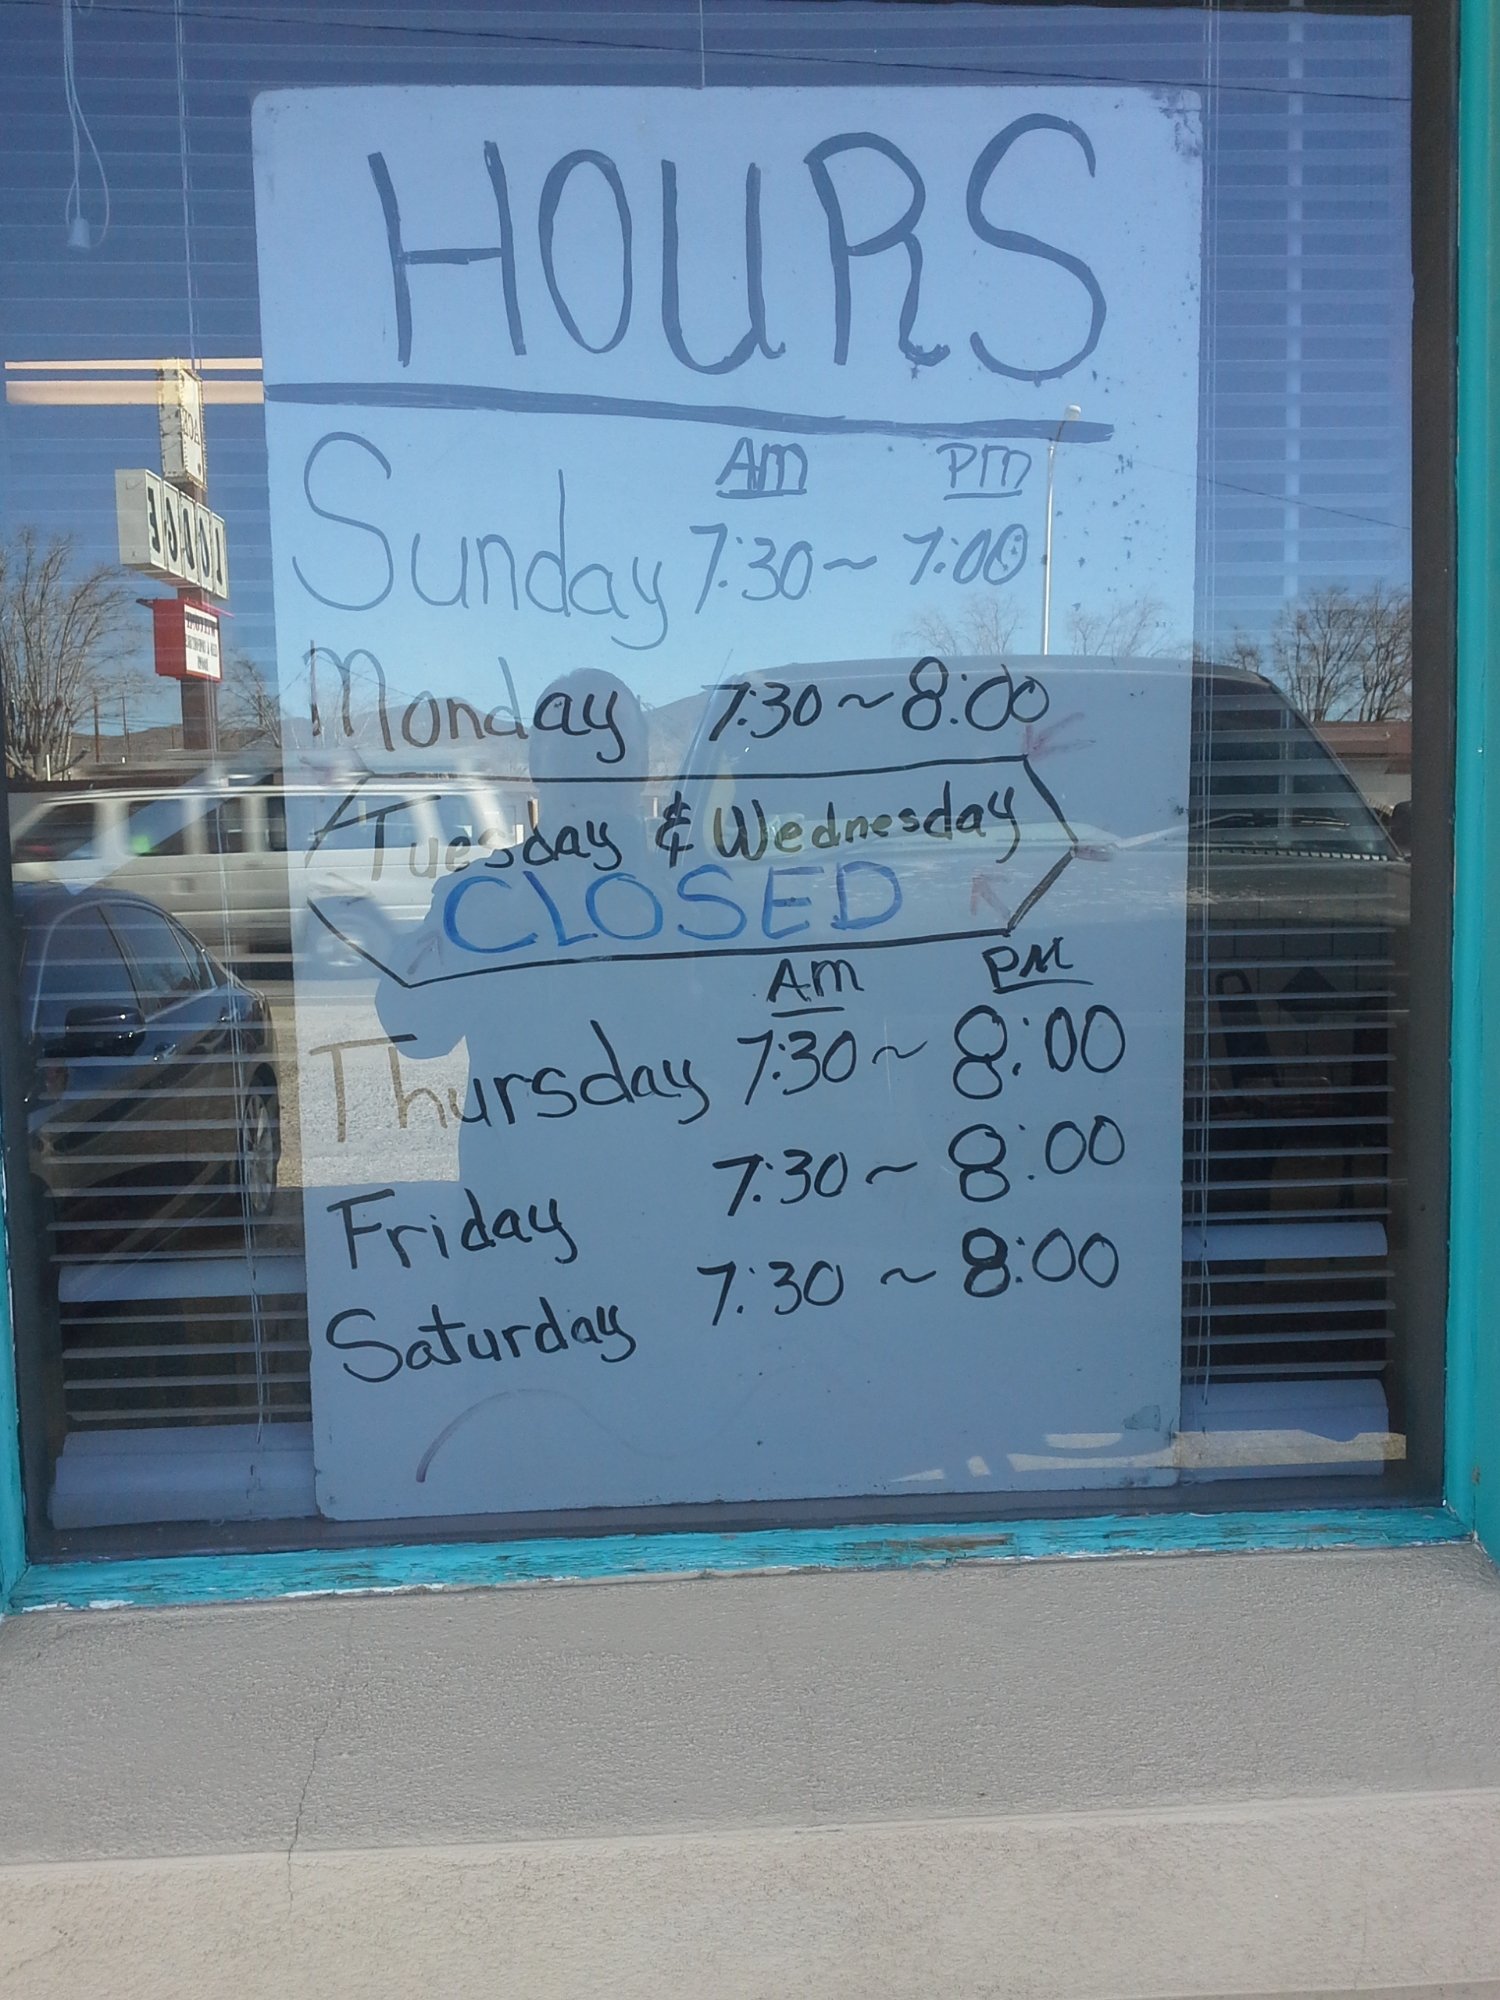 HOURS
AM PM
Sunday 7:30~7:00
Monday 7:30~8:00
Tuesday & Wednesday
CLOSED
AM PM
Thursday 7:30~8:00
Friday 7:30~8:00
Saturday 7:30~8:00
LODGE